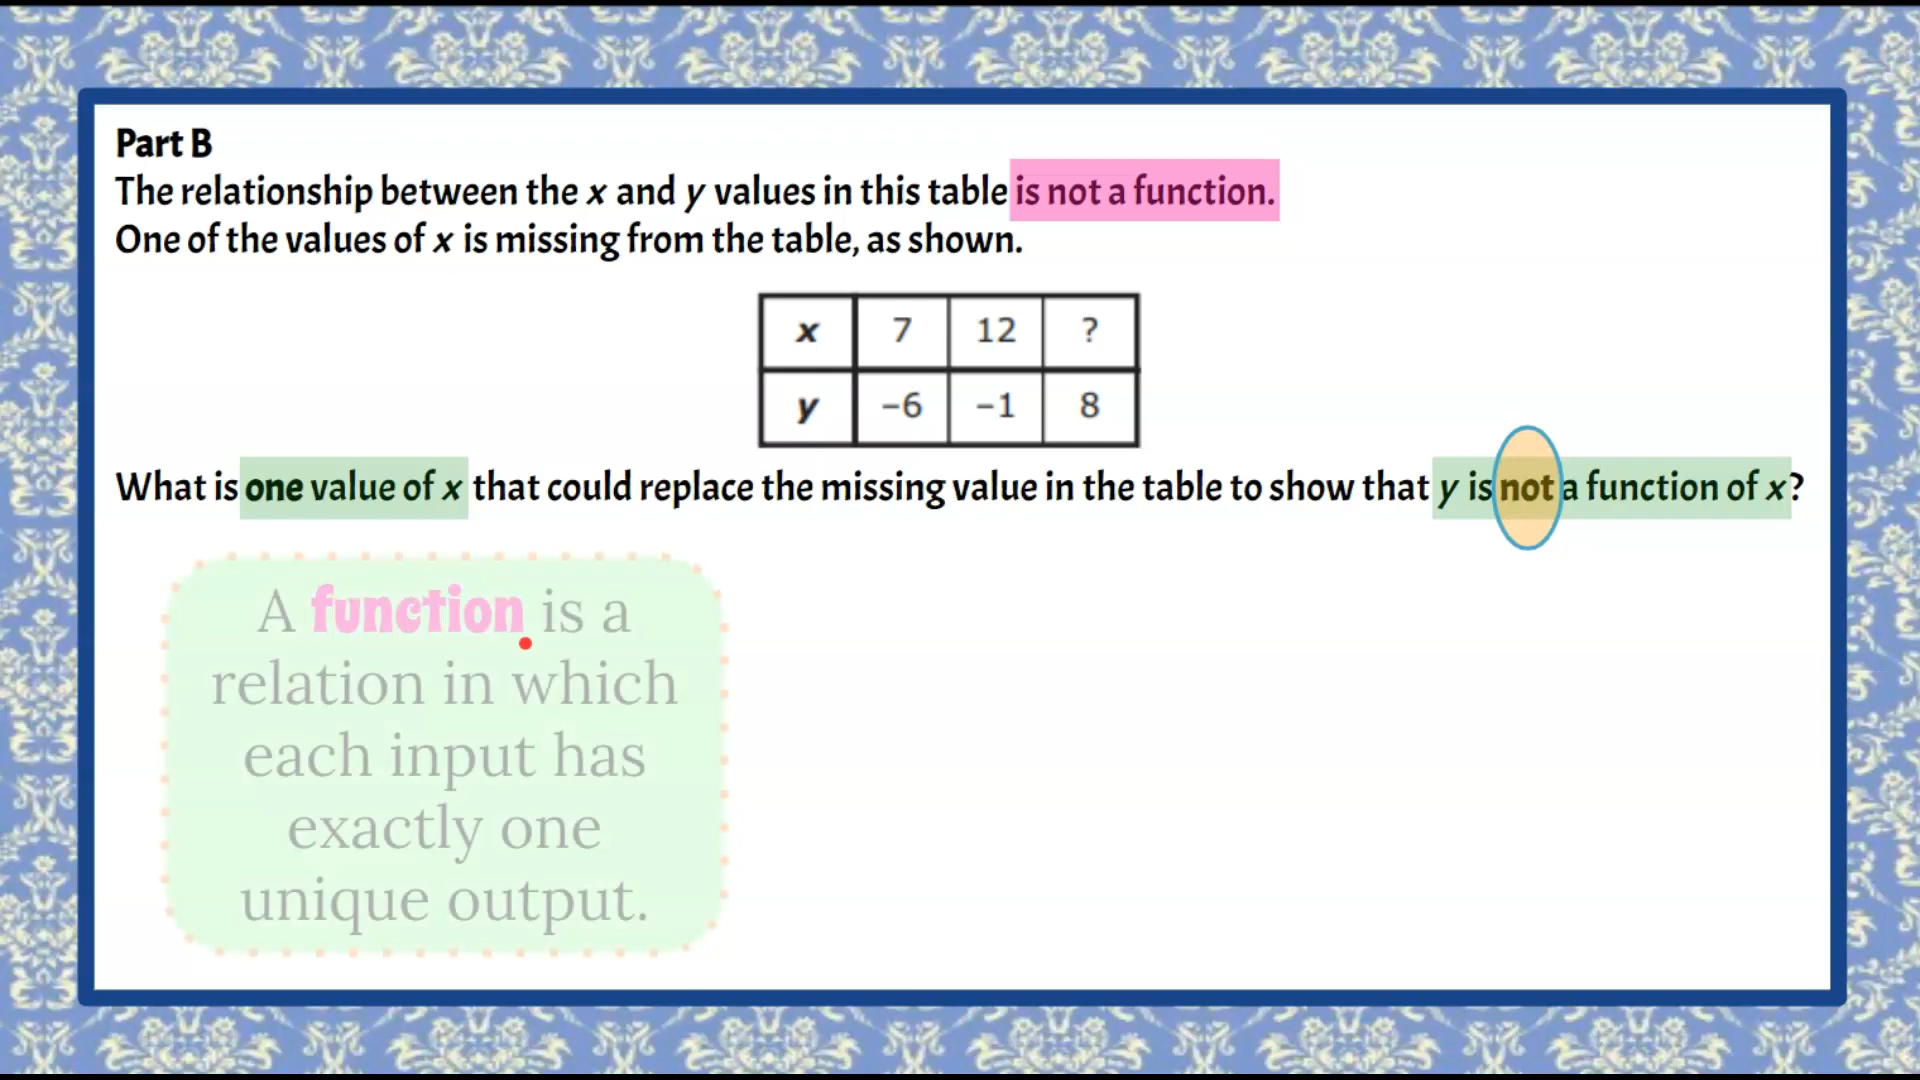 Part B
The relationship between the x and y values in this table is not a function.
One of the values of x is missing from the table, as shown.
x 7 12 ?
y −6 −1 8
What is one value of x that could replace the missing value in the table to show that y is not a function of x?
A function is a
relation in which
each input has
exactly one
unique output.